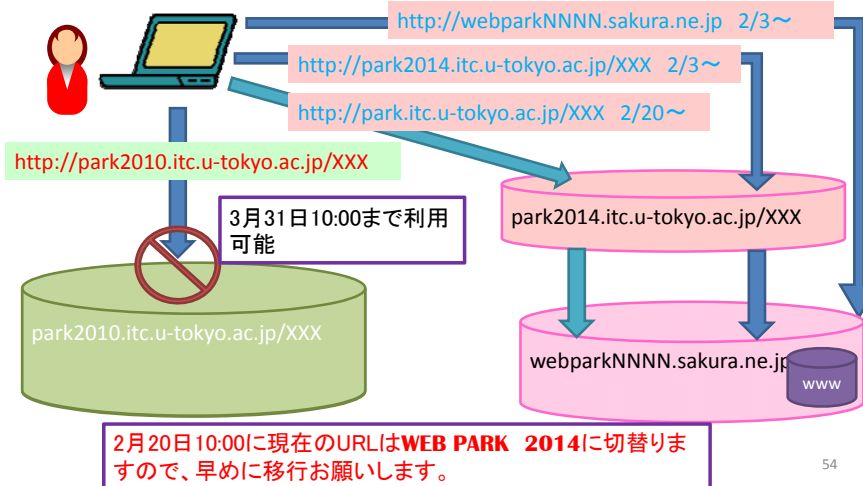 http://webparkNNNN.sakura.ne.jp 2/3～
http://park2014.itc.u-tokyo.ac.jp/XXX 2/3～
http://park.itc.u-tokyo.ac.jp/XXX 2/20～
http://park2010.itc.u-tokyo.ac.jp/XXX
3月31日10:00まで利用
可能
park2014.itc.u-tokyo.ac.jp/XXX
park2010.itc.u-tokyo.ac.jp/XXX
webparkNNNN.sakura.ne.jp
www
2月20日10:00に現在のURLはWEB PARK 2014に切替りま
すので、早めに移行お願いします。
54